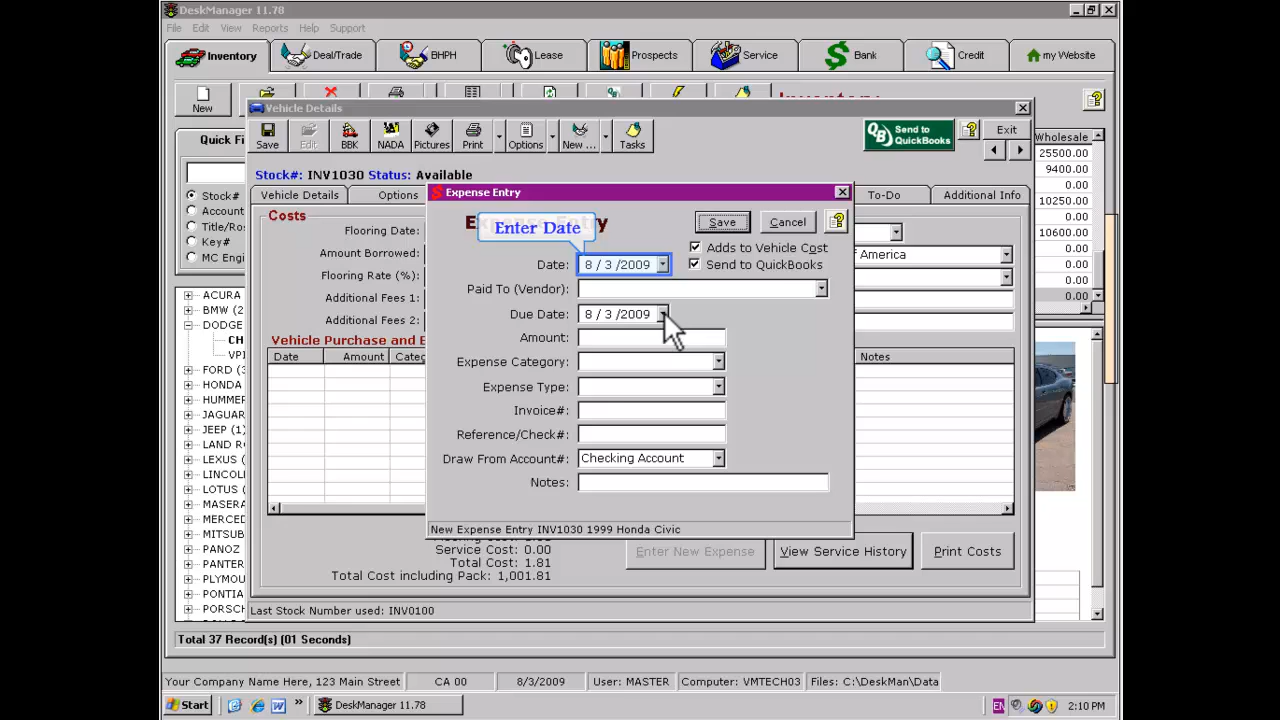 DeskManager 11.78
File Edit View Reports Help Support
Inventory Deal/Trade BHPH Lease Prospects Service Bank Credit my Website
New
Vehicle Details
Quick Fi
Save Edit BBK NADA Pictures Print Options New ... Tasks
QB Send to QuickBooks
Exit
Wholesale
25500.00
9400.00
0.00
10250.00
0.00
10600.00
0.00
0.00
0.00
Stock#: INV1030 Status: Available
Vehicle Details Options To-Do Additional Info
Stock#
Account
Title/Ros
Key#
MC Engi
Costs
Flooring Date:
Amount Borrowed:
Flooring Rate (%):
Additional Fees 1:
Additional Fees 2:
of America
Vehicle Purchase and E
Date Amount Categ
Notes
Expense Entry
Enter Date
Save Cancel
Adds to Vehicle Cost
Send to QuickBooks
Date: 8 / 3 /2009
Paid To (Vendor):
Due Date: 8 / 3 /2009
Amount:
Expense Category:
Expense Type:
Invoice#:
Reference/Check#:
Draw From Account#: Checking Account
Notes:
New Expense Entry INV1030 1999 Honda Civic
ACURA
BMW (2
DODGE
CH
VPI
FORD (3
HONDA
HUMMER
JAGUAR
JEEP (1)
LAND RO
LEXUS (
LINCOL
LOTUS (
MASERA
MERCED
MITSUB
PANOZ
PLYMOU
PONTIA
PORSCH
Service Cost: 0.00
Total Cost: 1.81
Total Cost including Pack: 1,001.81
Enter New Expense View Service History Print Costs
Last Stock Number used: INV0100
Total 37 Record(s) (01 Seconds)
Your Company Name Here, 123 Main Street CA 00 8/3/2009 User: MASTER Computer: VMTECH03 Files: C:\DeskMan\Data
Start DeskManager 11.78 EN 2:10 PM